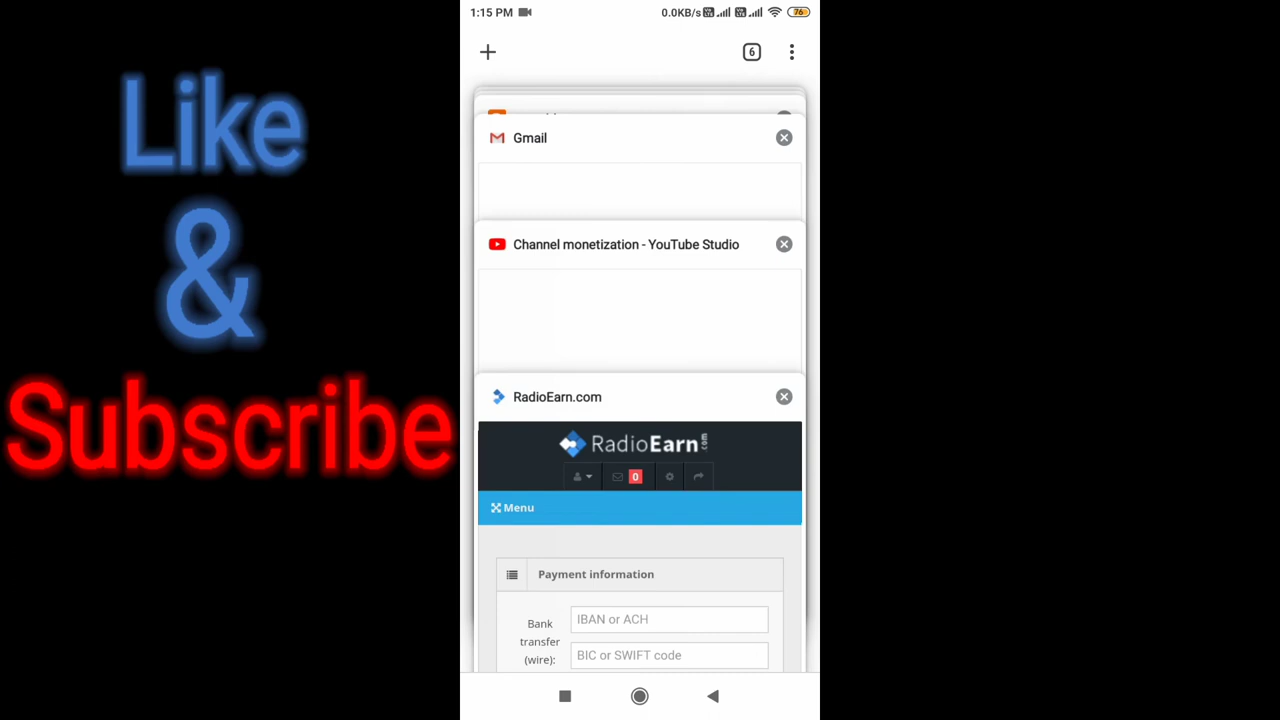 Like
&
Subscribe
1:15 PM
0.0KB/s
76
6
Gmail
Channel monetization - YouTube Studio
RadioEarn.com
RadioEarn.com
0
Menu
Payment information
Bank transfer (wire):
IBAN or ACH
BIC or SWIFT code